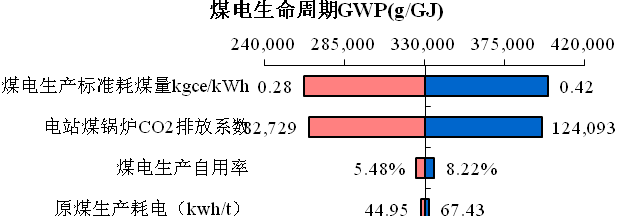 煤电生命周期GWP(g/GJ)
240,000 285,000 330,000 375,000 420,000
煤电生产标准耗煤量kgce/kWh 0.28 0.42
电站煤锅炉CO2排放系数 82,729 124,093
煤电生产自用率 5.48% 8.22%
原煤生产耗电（kwh/t） 44.95 67.43